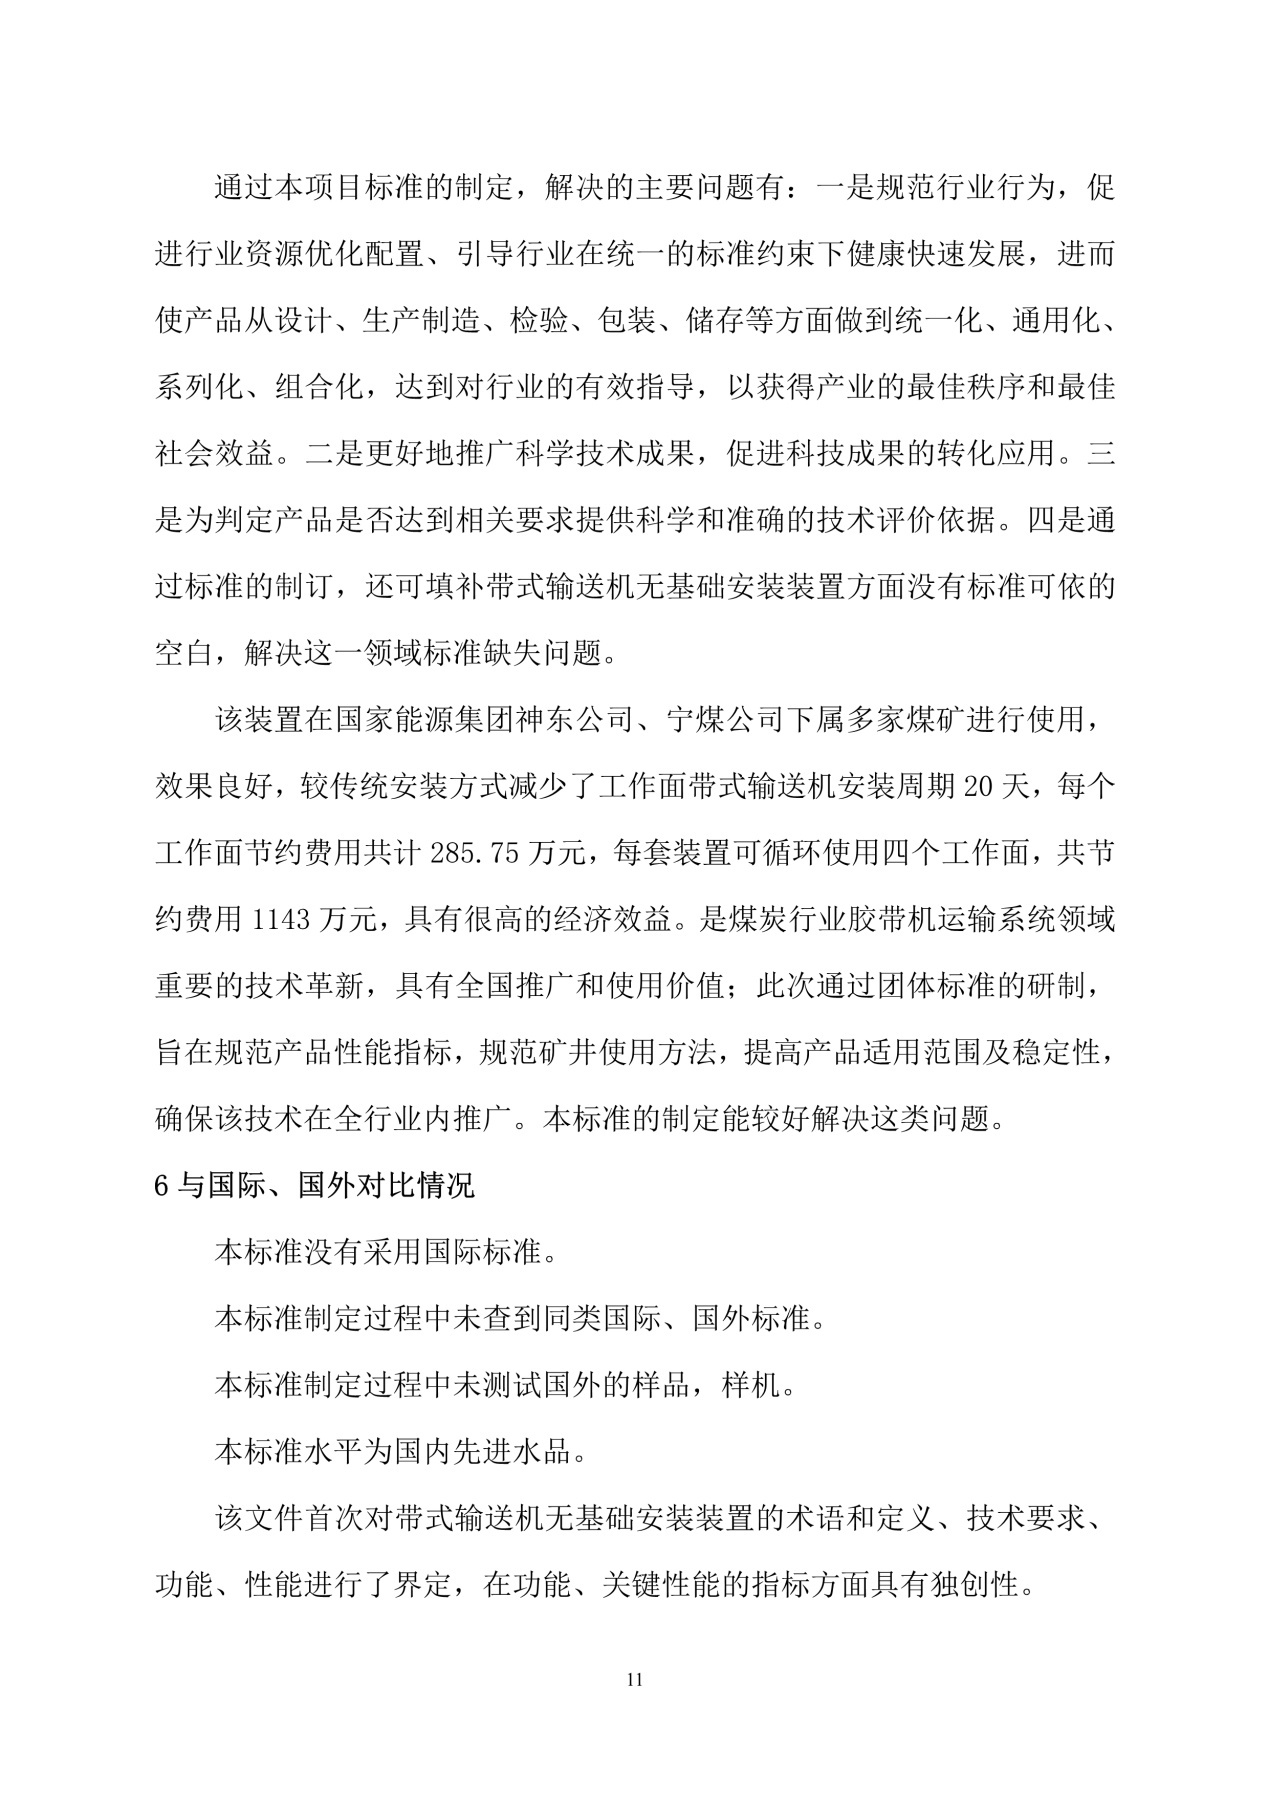 通过本项目标准的制定，解决的主要问题有：一是规范行业行为，促
进行业资源优化配置、引导行业在统一的标准约束下健康快速发展，进而
使产品从设计、生产制造、检验、包装、储存等方面做到统一化、通用化、
系列化、组合化，达到对行业的有效指导，以获得产业的最佳秩序和最佳
社会效益。二是更好地推广科学技术成果，促进科技成果的转化应用。三
是为判定产品是否达到相关要求提供科学和准确的技术评价依据。四是通
过标准的制订，还可填补带式输送机无基础安装装置方面没有标准可依的
空白，解决这一领域标准缺失问题。
该装置在国家能源集团神东公司、宁煤公司下属多家煤矿进行使用，
效果良好，较传统安装方式减少了工作面带式输送机安装周期 20 天，每个
工作面节约费用共计 285.75 万元，每套装置可循环使用四个工作面，共节
约费用 1143 万元，具有很高的经济效益。是煤炭行业胶带机运输系统领域
重要的技术革新，具有全国推广和使用价值；此次通过团体标准的研制，
旨在规范产品性能指标，规范矿井使用方法，提高产品适用范围及稳定性，
确保该技术在全行业内推广。本标准的制定能较好解决这类问题。
6 与国际、国外对比情况
本标准没有采用国际标准。
本标准制定过程中未查到同类国际、国外标准。
本标准制定过程中未测试国外的样品，样机。
本标准水平为国内先进水品。
该文件首次对带式输送机无基础安装装置的术语和定义、技术要求、
功能、性能进行了界定，在功能、关键性能的指标方面具有独创性。
11